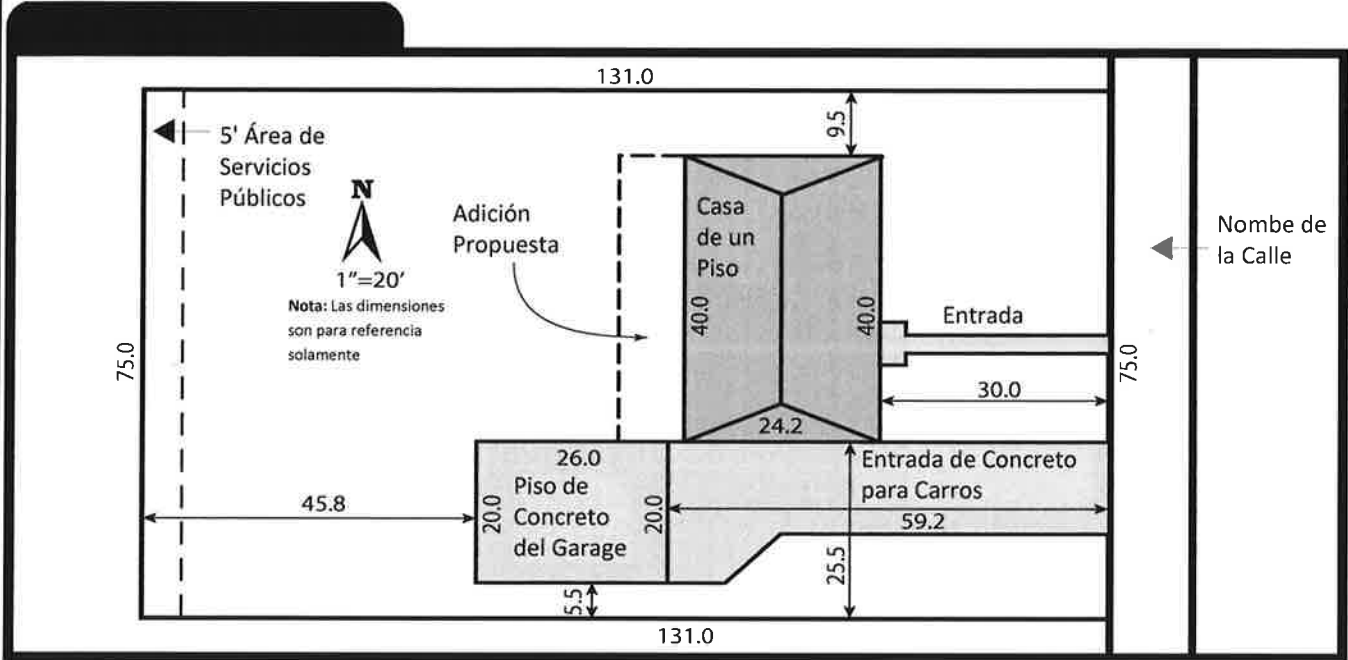 131.0
9.5
5' Área de
Servicios
Públicos
N
1"=20'
Nota: Las dimensiones
son para referencia
solamente
Adición
Propuesta
Casa
de un
Piso
40.0
40.0
24.2
Entrada
30.0
75.0
75.0
Nombe de
la Calle
26.0
Piso de
Concreto
del Garage
20.0
20.0
45.8
5.5
Entrada de Concreto
para Carros
59.2
25.5
131.0